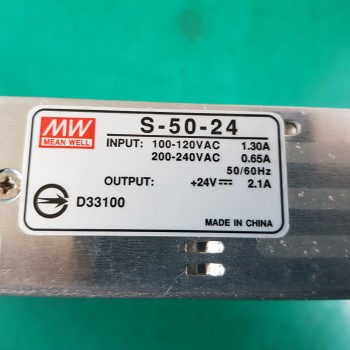 MW
MEAN WELL
S-50-24
INPUT: 100-120VAC 1.30A
200-240VAC 0.65A
50/60Hz
OUTPUT: +24V⎓ 2.1A
D33100
MADE IN CHINA